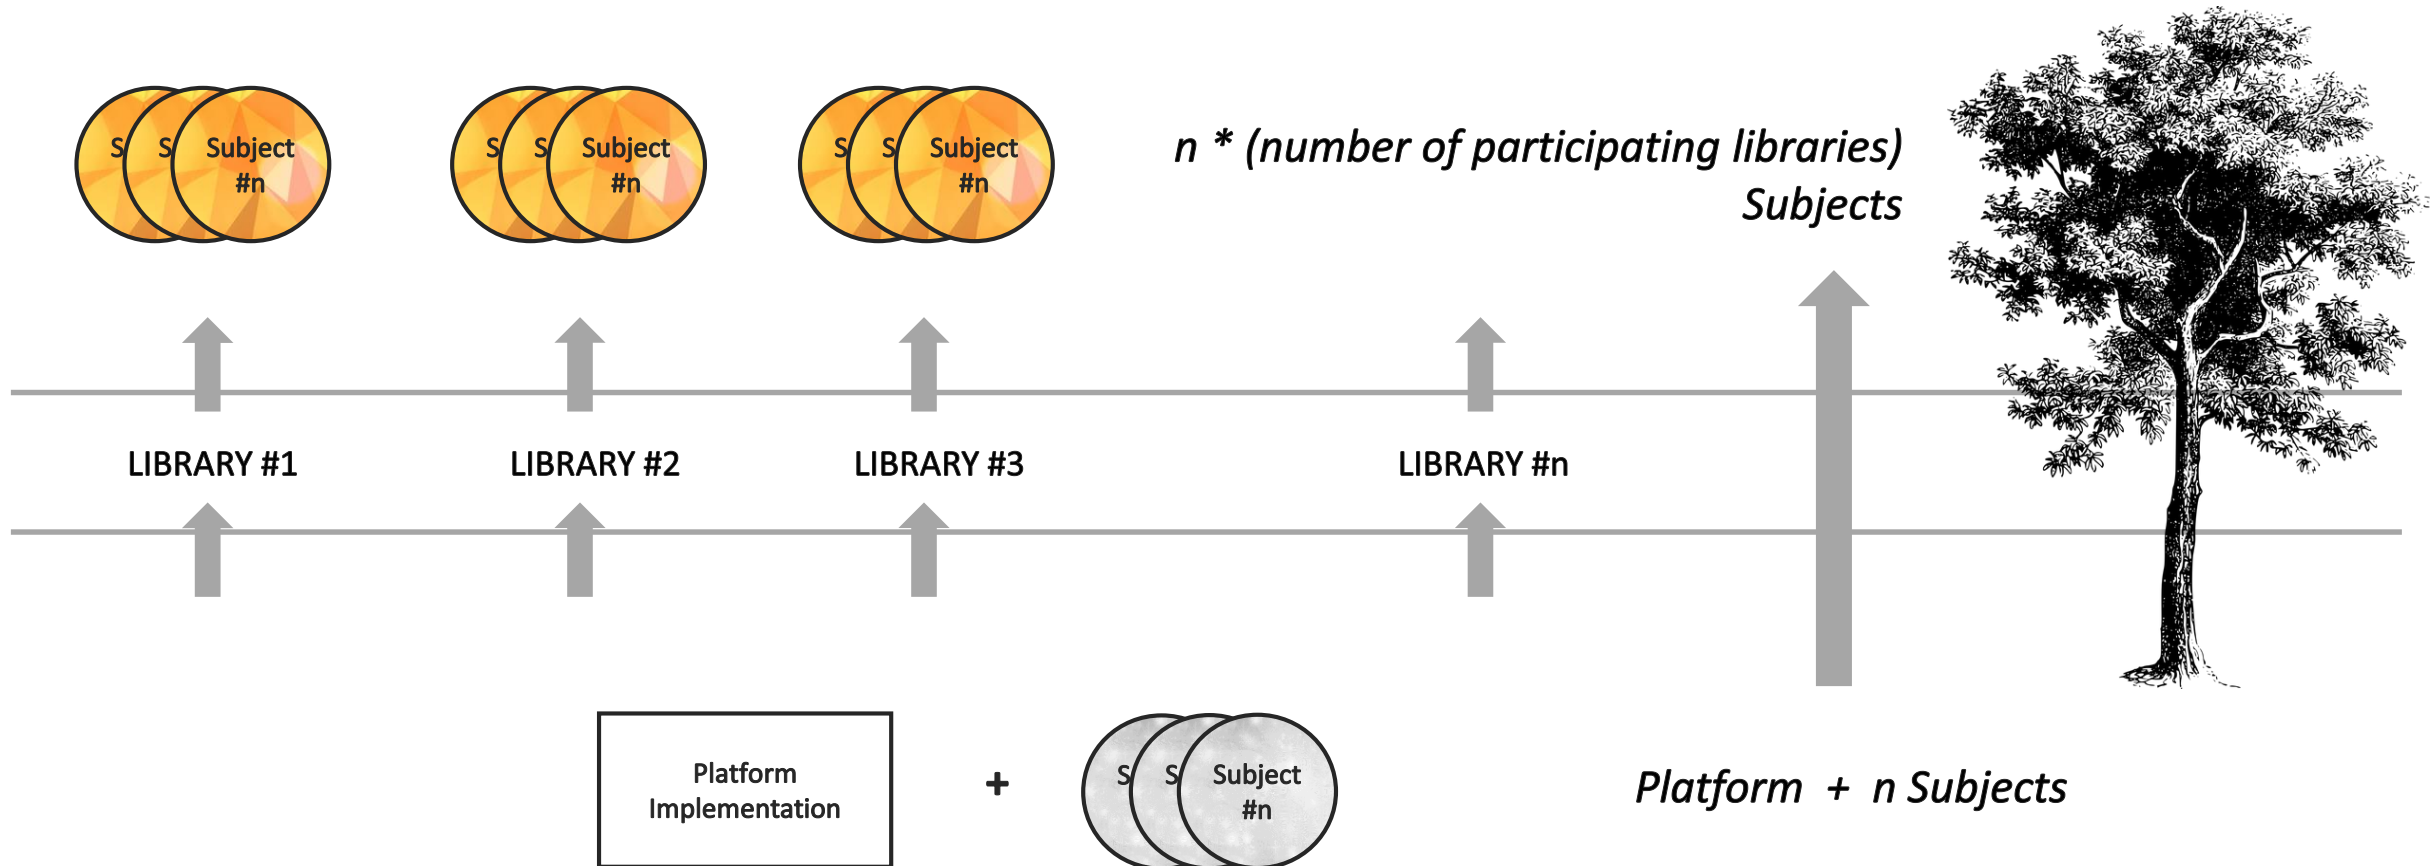 S
S
Subject
#n
S
S
Subject
#n
S
S
Subject
#n
n * (number of participating libraries)
Subjects
LIBRARY #1
LIBRARY #2
LIBRARY #3
LIBRARY #n
Platform
Implementation
+
S
S
Subject
#n
Platform + n Subjects